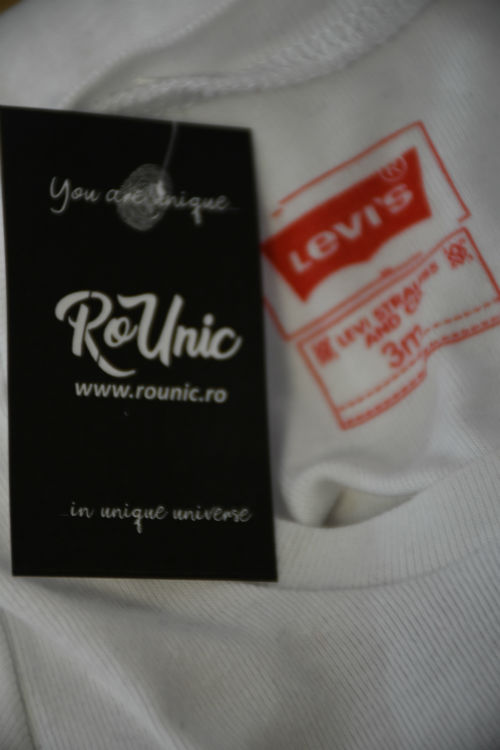 You are unique...
RoUnic
www.rounic.ro
...in unique universe
Levi's
®
LEVI STRAUSS
AND CO
3m